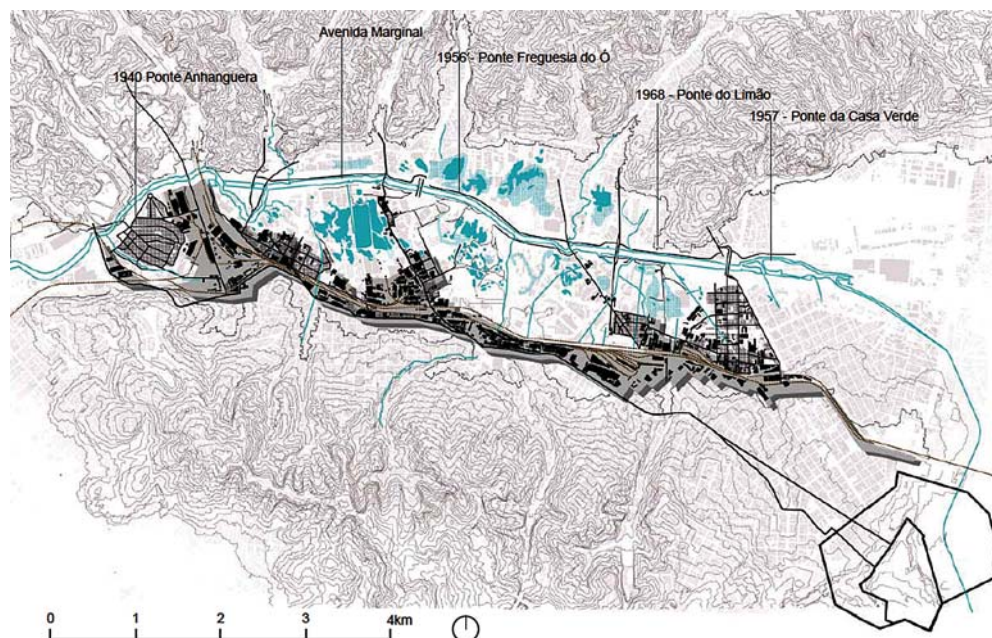 Avenida Marginal
1956'- Ponte Freguesia do Ó
1940 Ponte Anhanguera
1968 - Ponte do Limão
1957 - Ponte da Casa Verde
0 1 2 3 4km